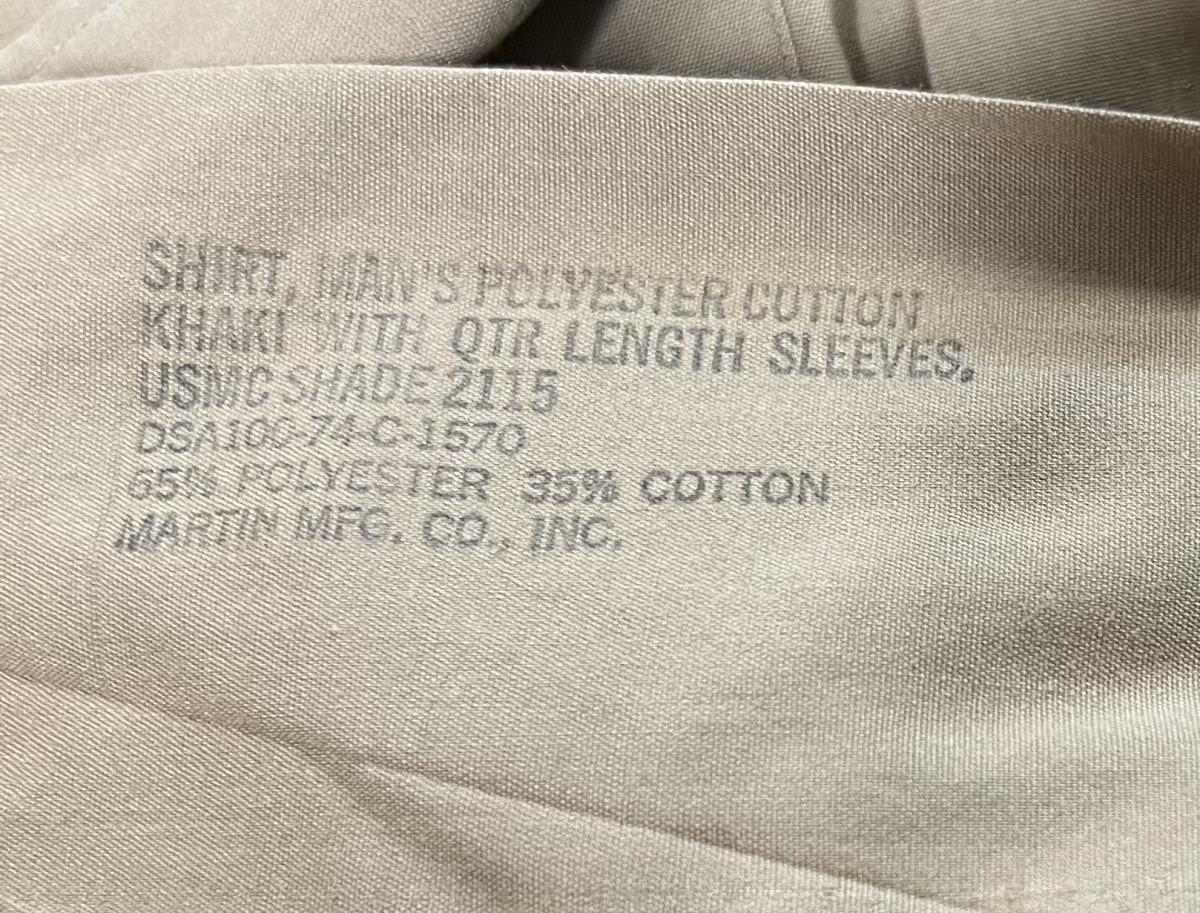 SHIRT, MAN'S POLYESTER COTTON
KHAKI WITH QTR LENGTH SLEEVES,
USMC SHADE 2115
DSA100-74-C-1570
65% POLYESTER 35% COTTON
MARTIN MFG. CO., INC.